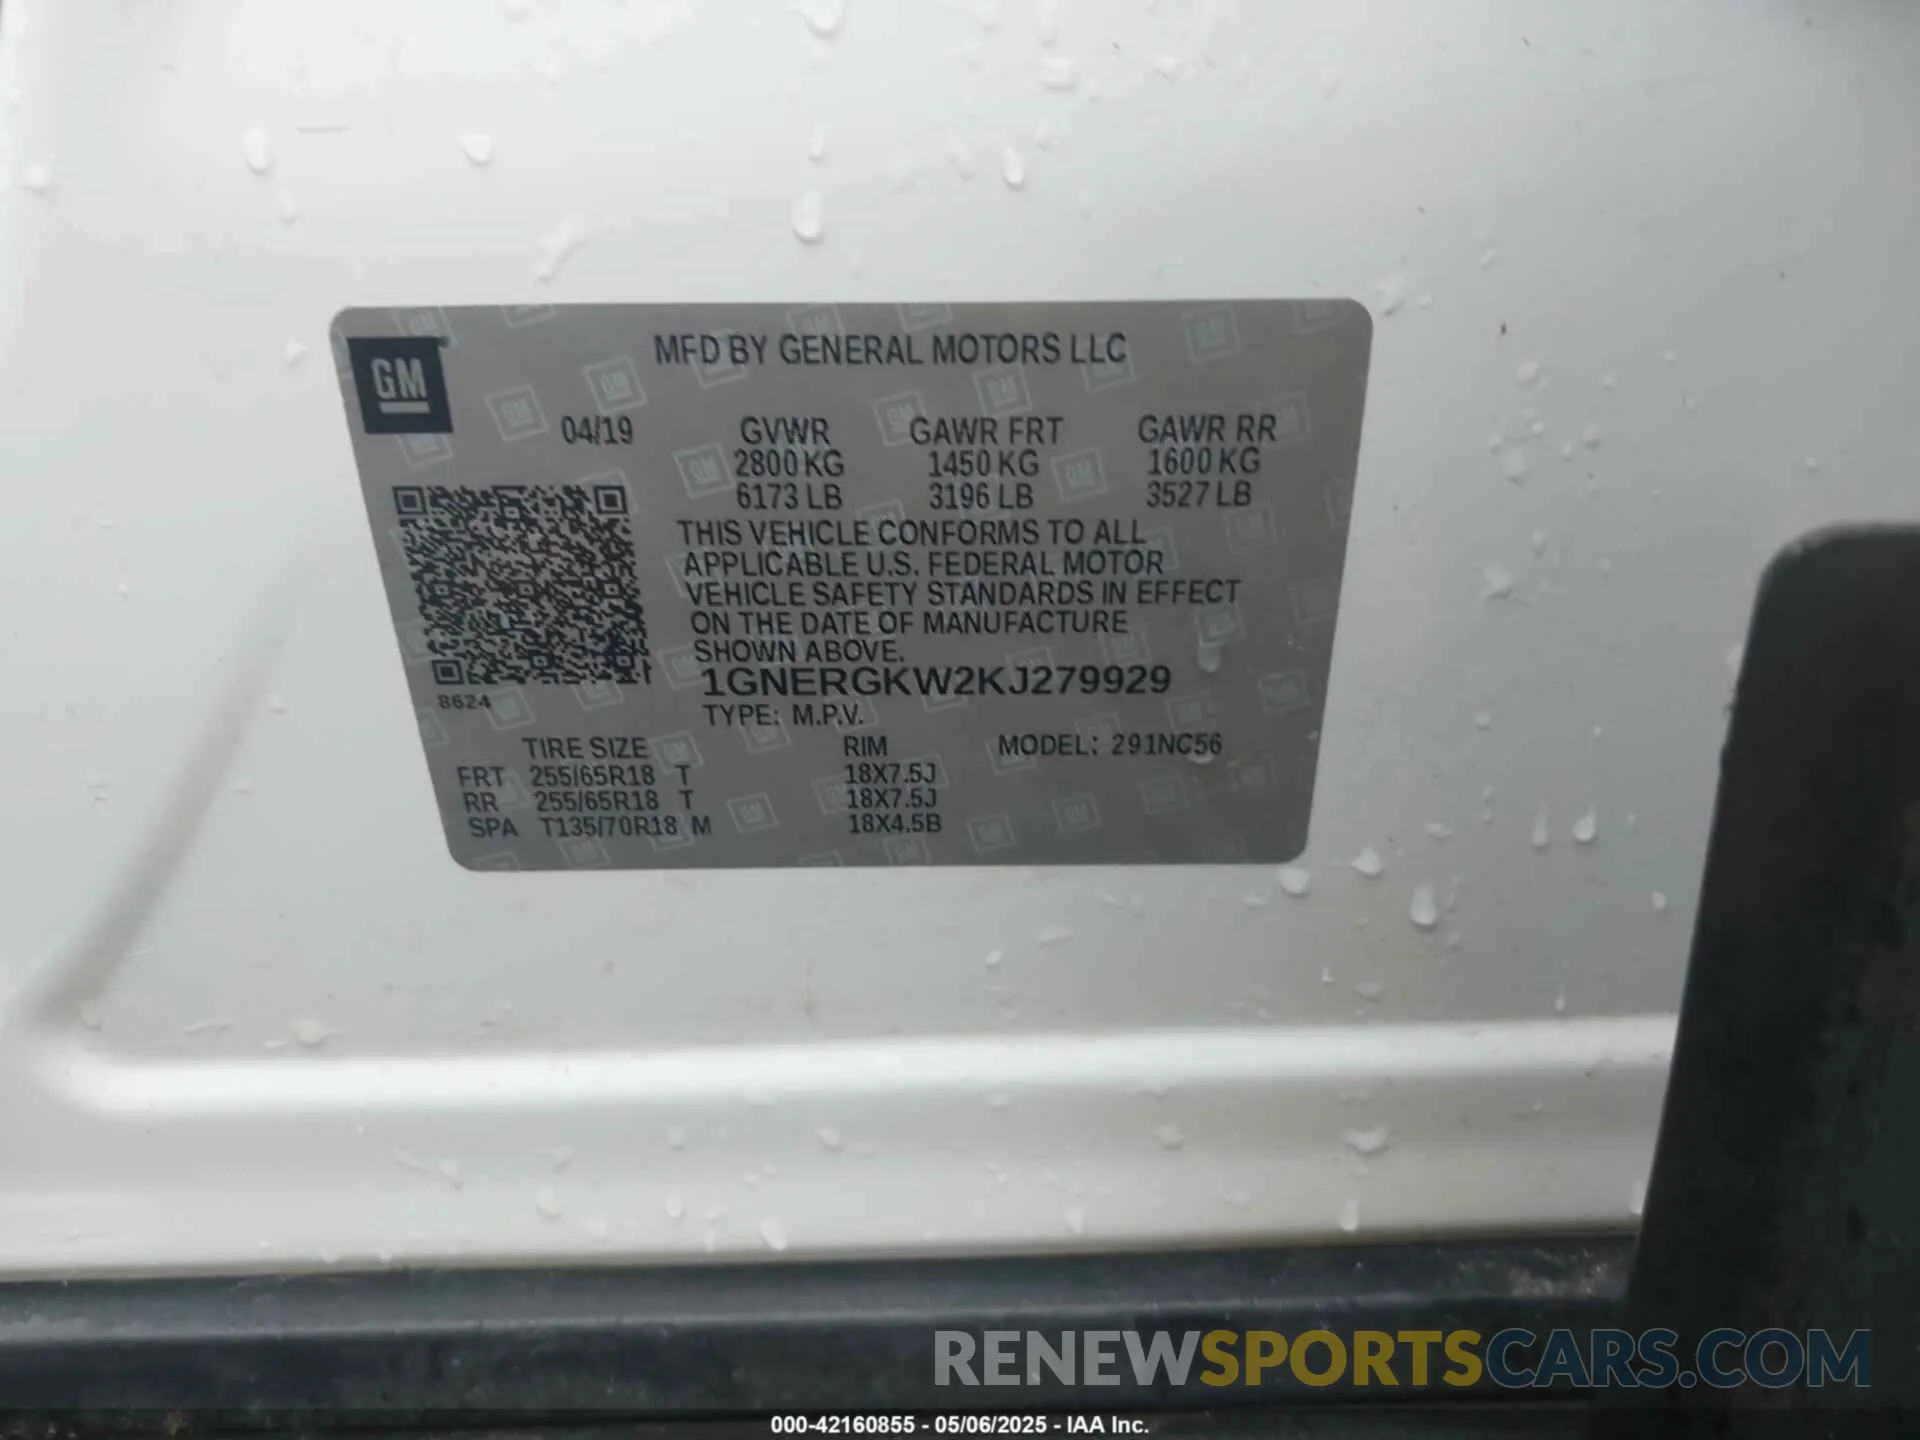 MFD BY GENERAL MOTORS LLC
GM
04/19 GVWR GAWR FRT GAWR RR
2800 KG 1450 KG 1600 KG
6173 LB 3196 LB 3527 LB
THIS VEHICLE CONFORMS TO ALL
APPLICABLE U.S. FEDERAL MOTOR
VEHICLE SAFETY STANDARDS IN EFFECT
ON THE DATE OF MANUFACTURE
SHOWN ABOVE.
1GNERGKW2KJ279929
8624
TYPE: M.P.V.
TIRE SIZE RIM MODEL: 291NC56
FRT 255/65R18 T 18X7.5J
RR 255/65R18 T 18X7.5J
SPA T135/70R18 M 18X4.5B
RENEWSPORTSCARS.COM
000-42160855 - 05/06/2025 - IAA Inc.